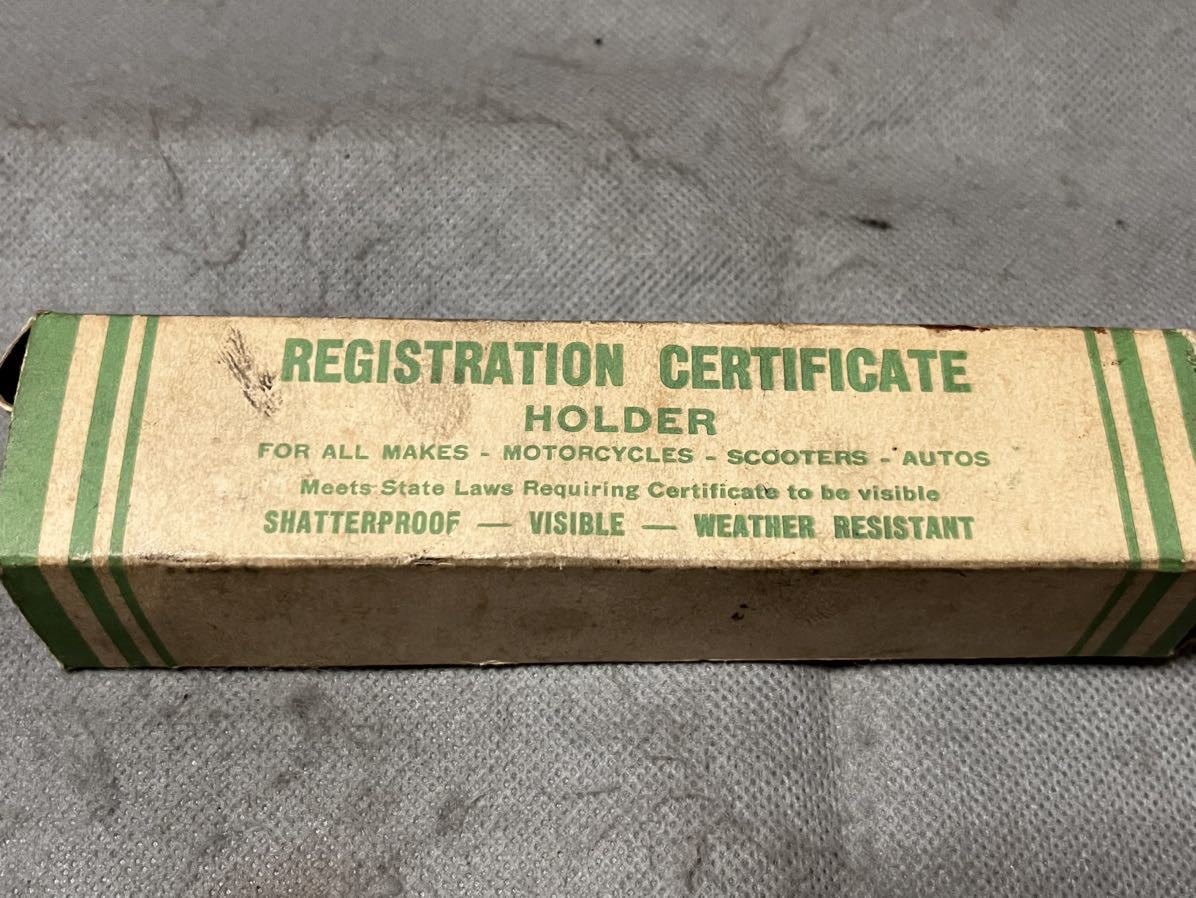 REGISTRATION CERTIFICATE
HOLDER
FOR ALL MAKES - MOTORCYCLES - SCOOTERS - AUTOS
Meets State Laws Requiring Certificate to be visible
SHATTERPROOF — VISIBLE — WEATHER RESISTANT